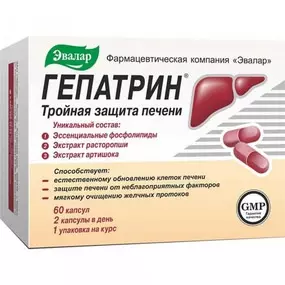 Эвалар
Фармацевтическая компания "Эвалар"
ГЕПАТРИН®
Тройная защита печени
Уникальный состав:
1 Эссенциальные фосфолипиды
2 Экстракт расторопши
3 Экстракт артишока
Способствует:
- естественному обновлению клеток печени
- защите печени от неблагоприятных факторов
- мягкому очищению желчных протоков
60 капсул
2 капсулы в день
1 упаковка на курс
GMP
Гарантия
качества